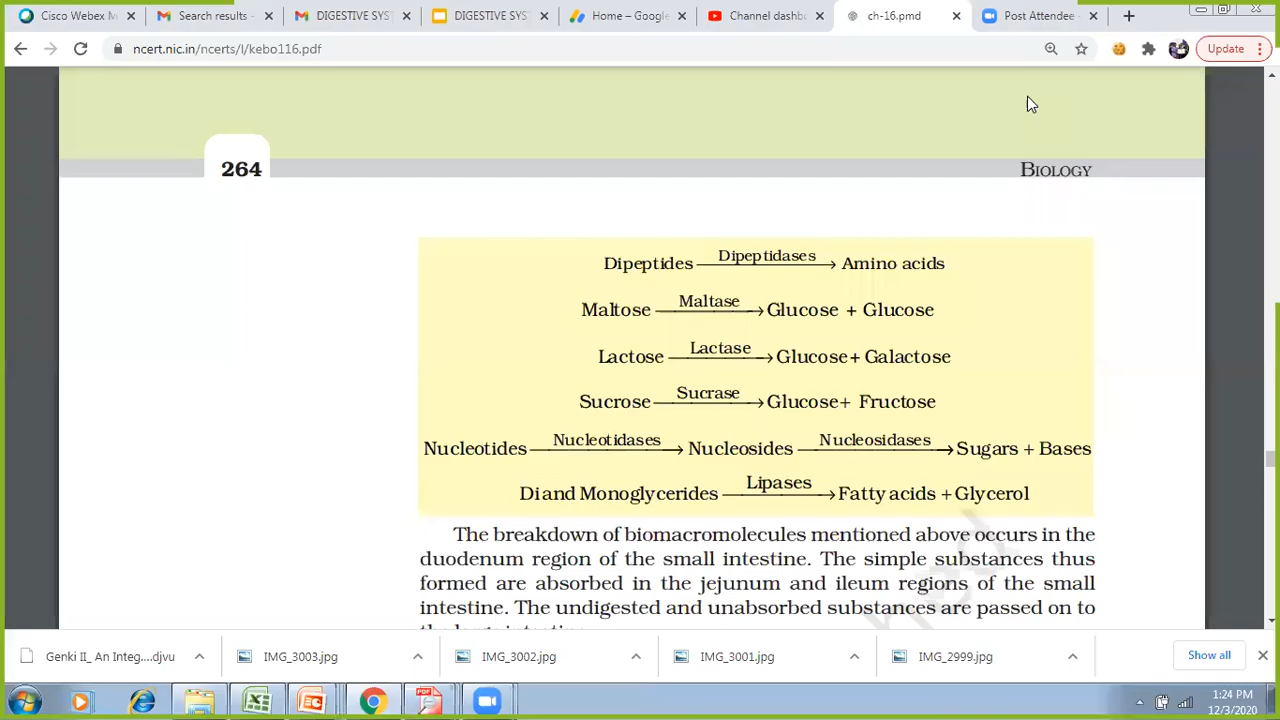 Cisco Webex M
Search results -
DIGESTIVE SYS
DIGESTIVE SYS
Home – Googl
Channel dashb
ch-16.pmd
Post Attendee -
ncert.nic.in/ncerts/l/kebo116.pdf
Update
264
BIOLOGY
Dipeptides Dipeptidases Amino acids
Maltose Maltase Glucose + Glucose
Lactose Lactase Glucose+ Galactose
Sucrose Sucrase Glucose+ Fructose
Nucleotides Nucleotidases Nucleosides Nucleosidases Sugars + Bases
Di and Monoglycerides Lipases Fatty acids + Glycerol
The breakdown of biomacromolecules mentioned above occurs in the
duodenum region of the small intestine. The simple substances thus
formed are absorbed in the jejunum and ileum regions of the small
intestine. The undigested and unabsorbed substances are passed on to
Genki II_ An Integ....djvu
IMG_3003.jpg
IMG_3002.jpg
IMG_3001.jpg
IMG_2999.jpg
Show all
1:24 PM
12/3/2020